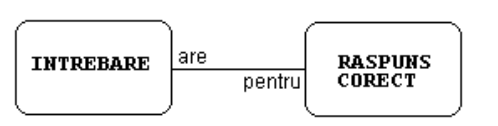 INTREBARE
are
pentru
RASPUNS
CORECT